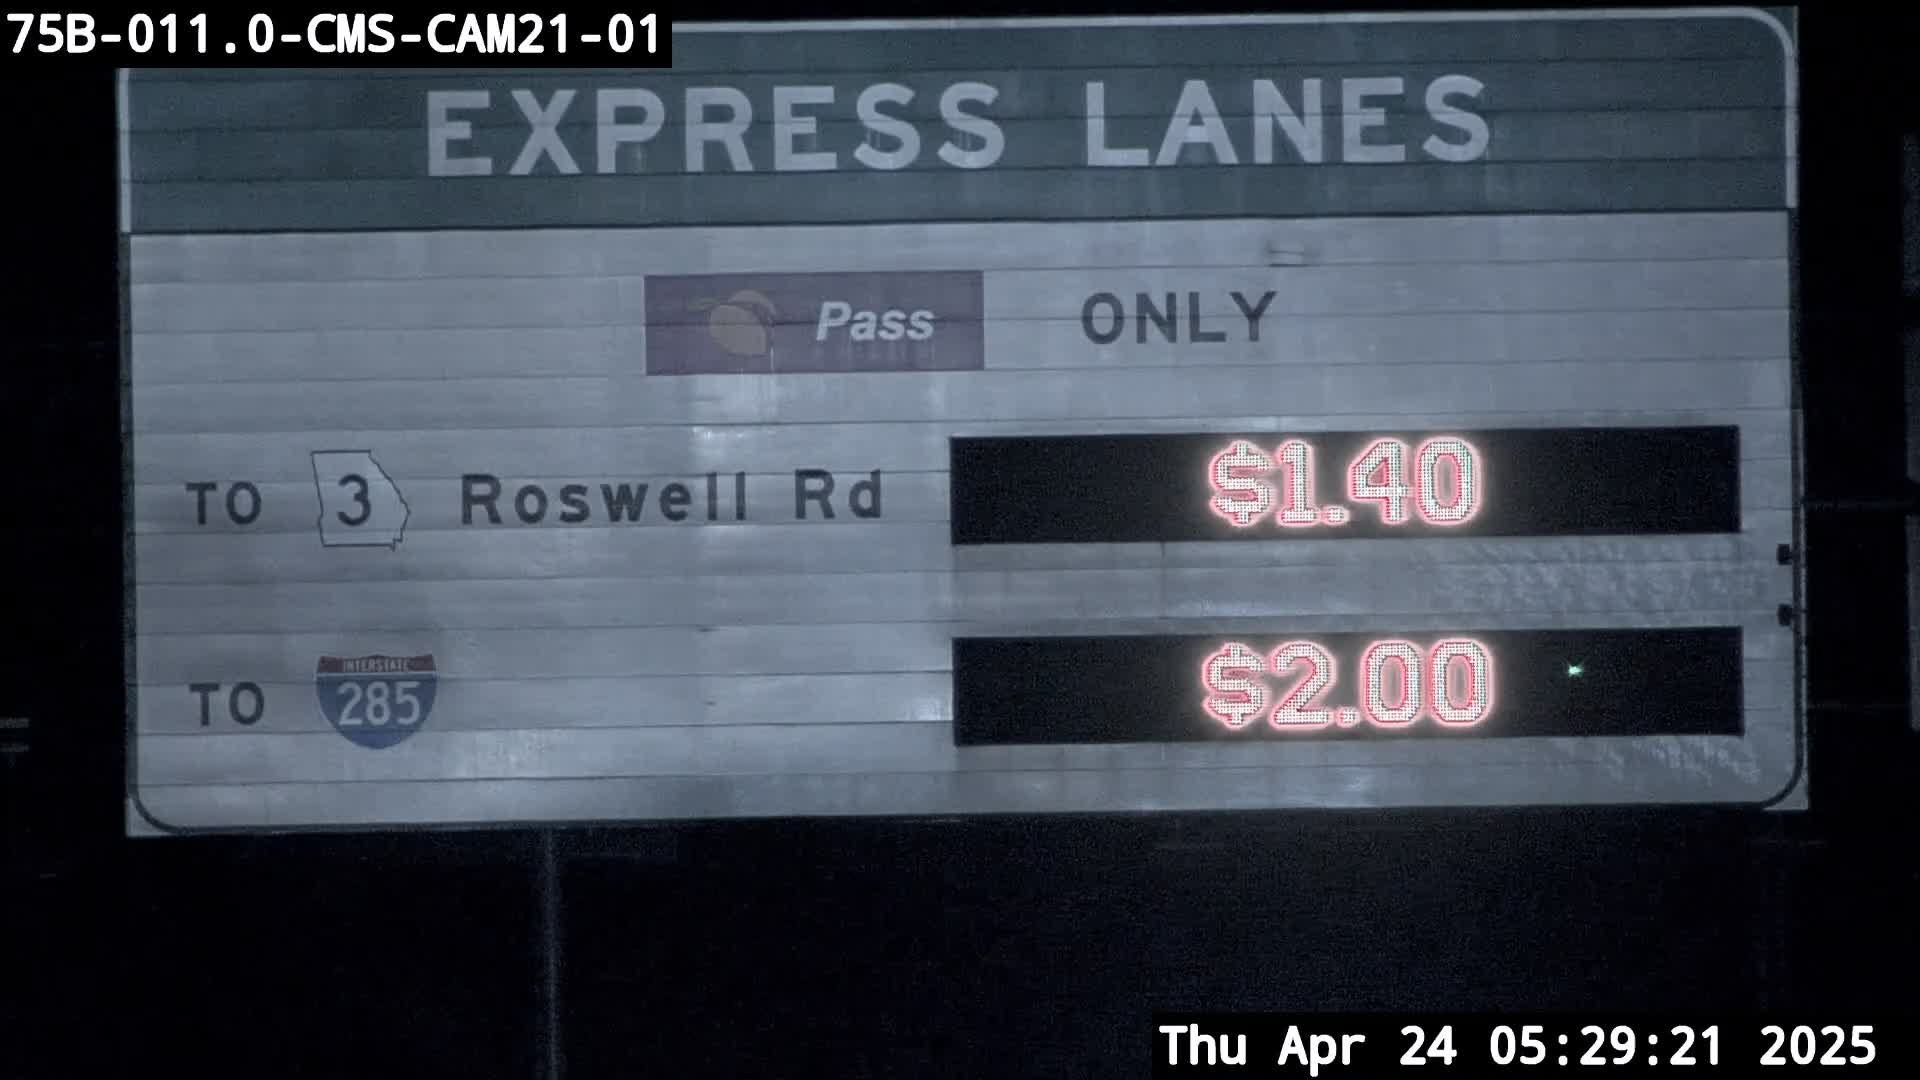 75B-011.0-CMS-CAM21-01
EXPRESS LANES
Pass ONLY
TO 3 Roswell Rd $1.40
TO INTERSTATE 285 $2.00
Thu Apr 24 05:29:21 2025